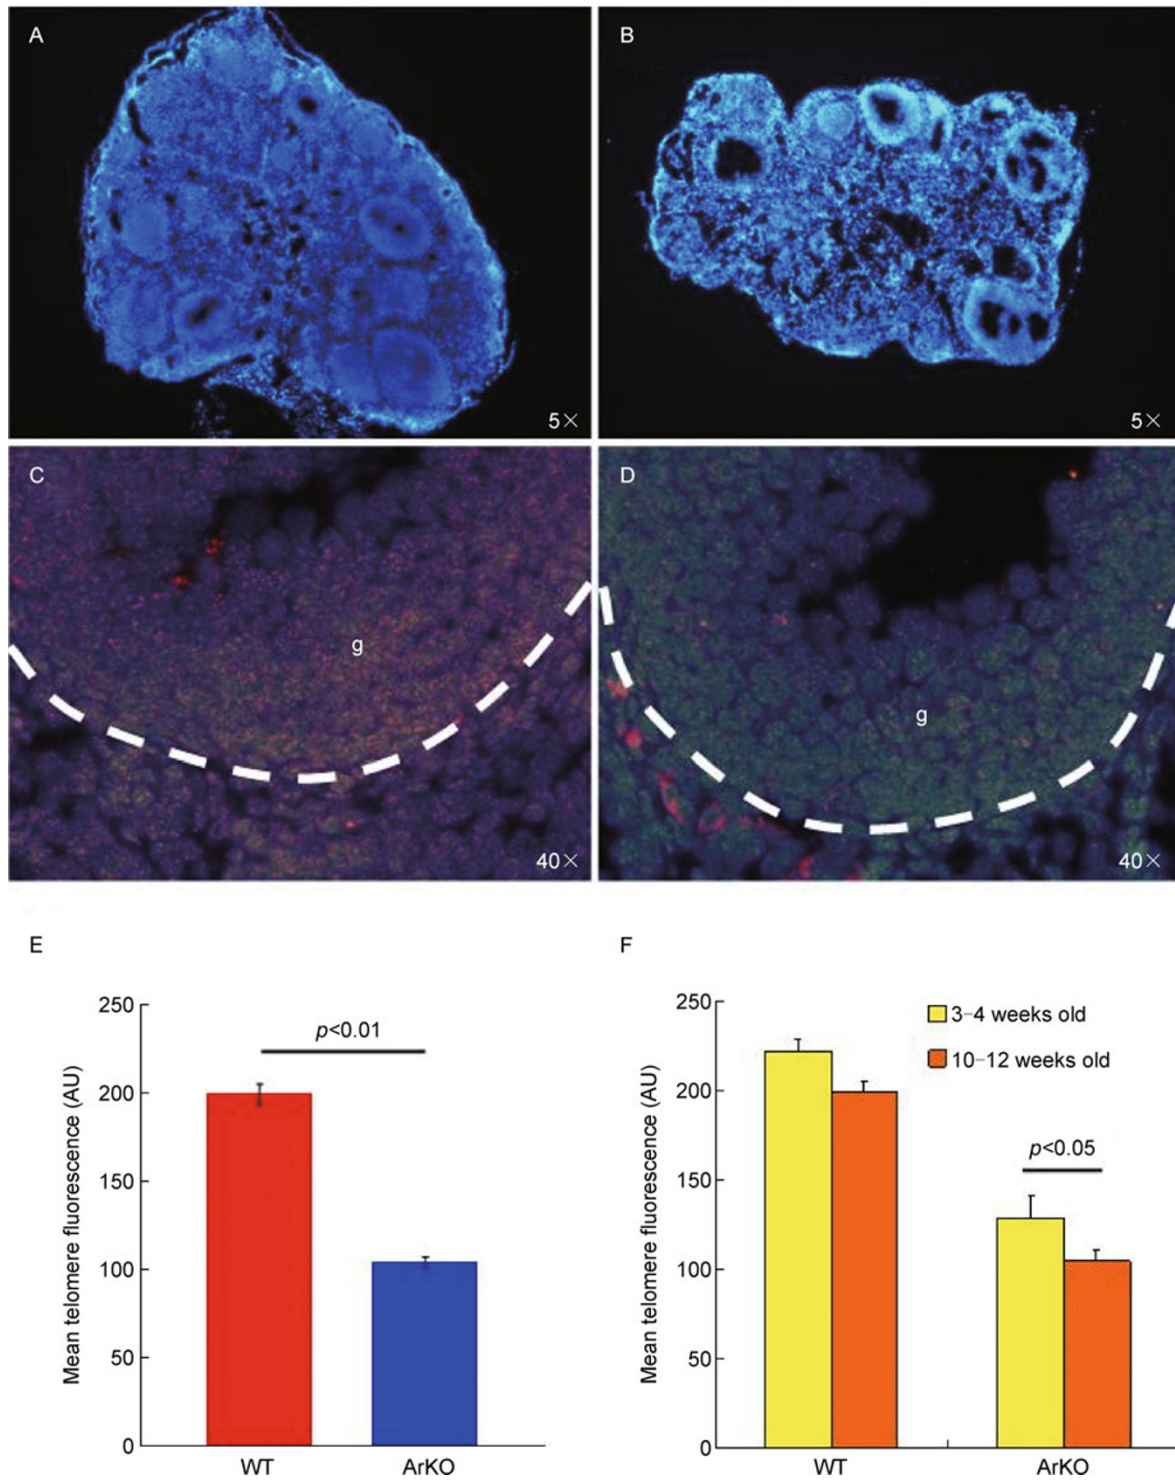 A
B
5×
5×
C
D
g
g
40×
40×
E
F
Mean telomere fluorescence (AU)
250
200
150
100
50
0
p<0.01
WT
ArKO
Mean telomere fluorescence (AU)
250
200
150
100
50
0
3–4 weeks old
10–12 weeks old
p<0.05
WT
ArKO